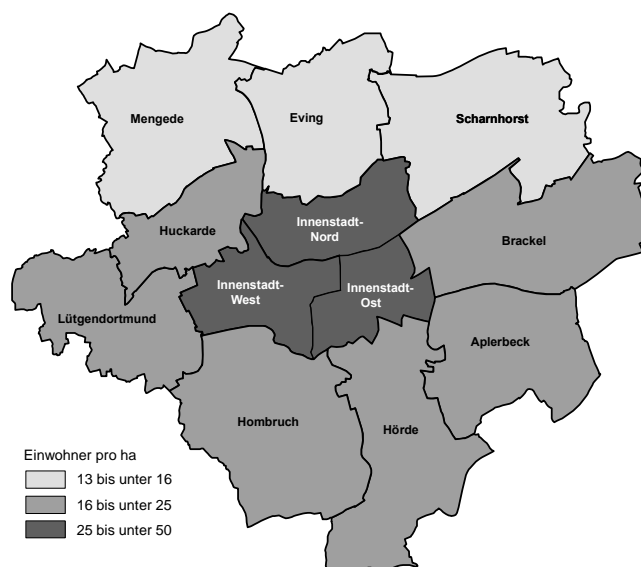 Mengede
Eving
Scharnhorst
Huckarde
Innenstadt-
Nord
Brackel
Innenstadt-
West
Innenstadt-
Ost
Lütgendortmund
Aplerbeck
Hombruch
Hörde
Einwohner pro ha
13 bis unter 16
16 bis unter 25
25 bis unter 50